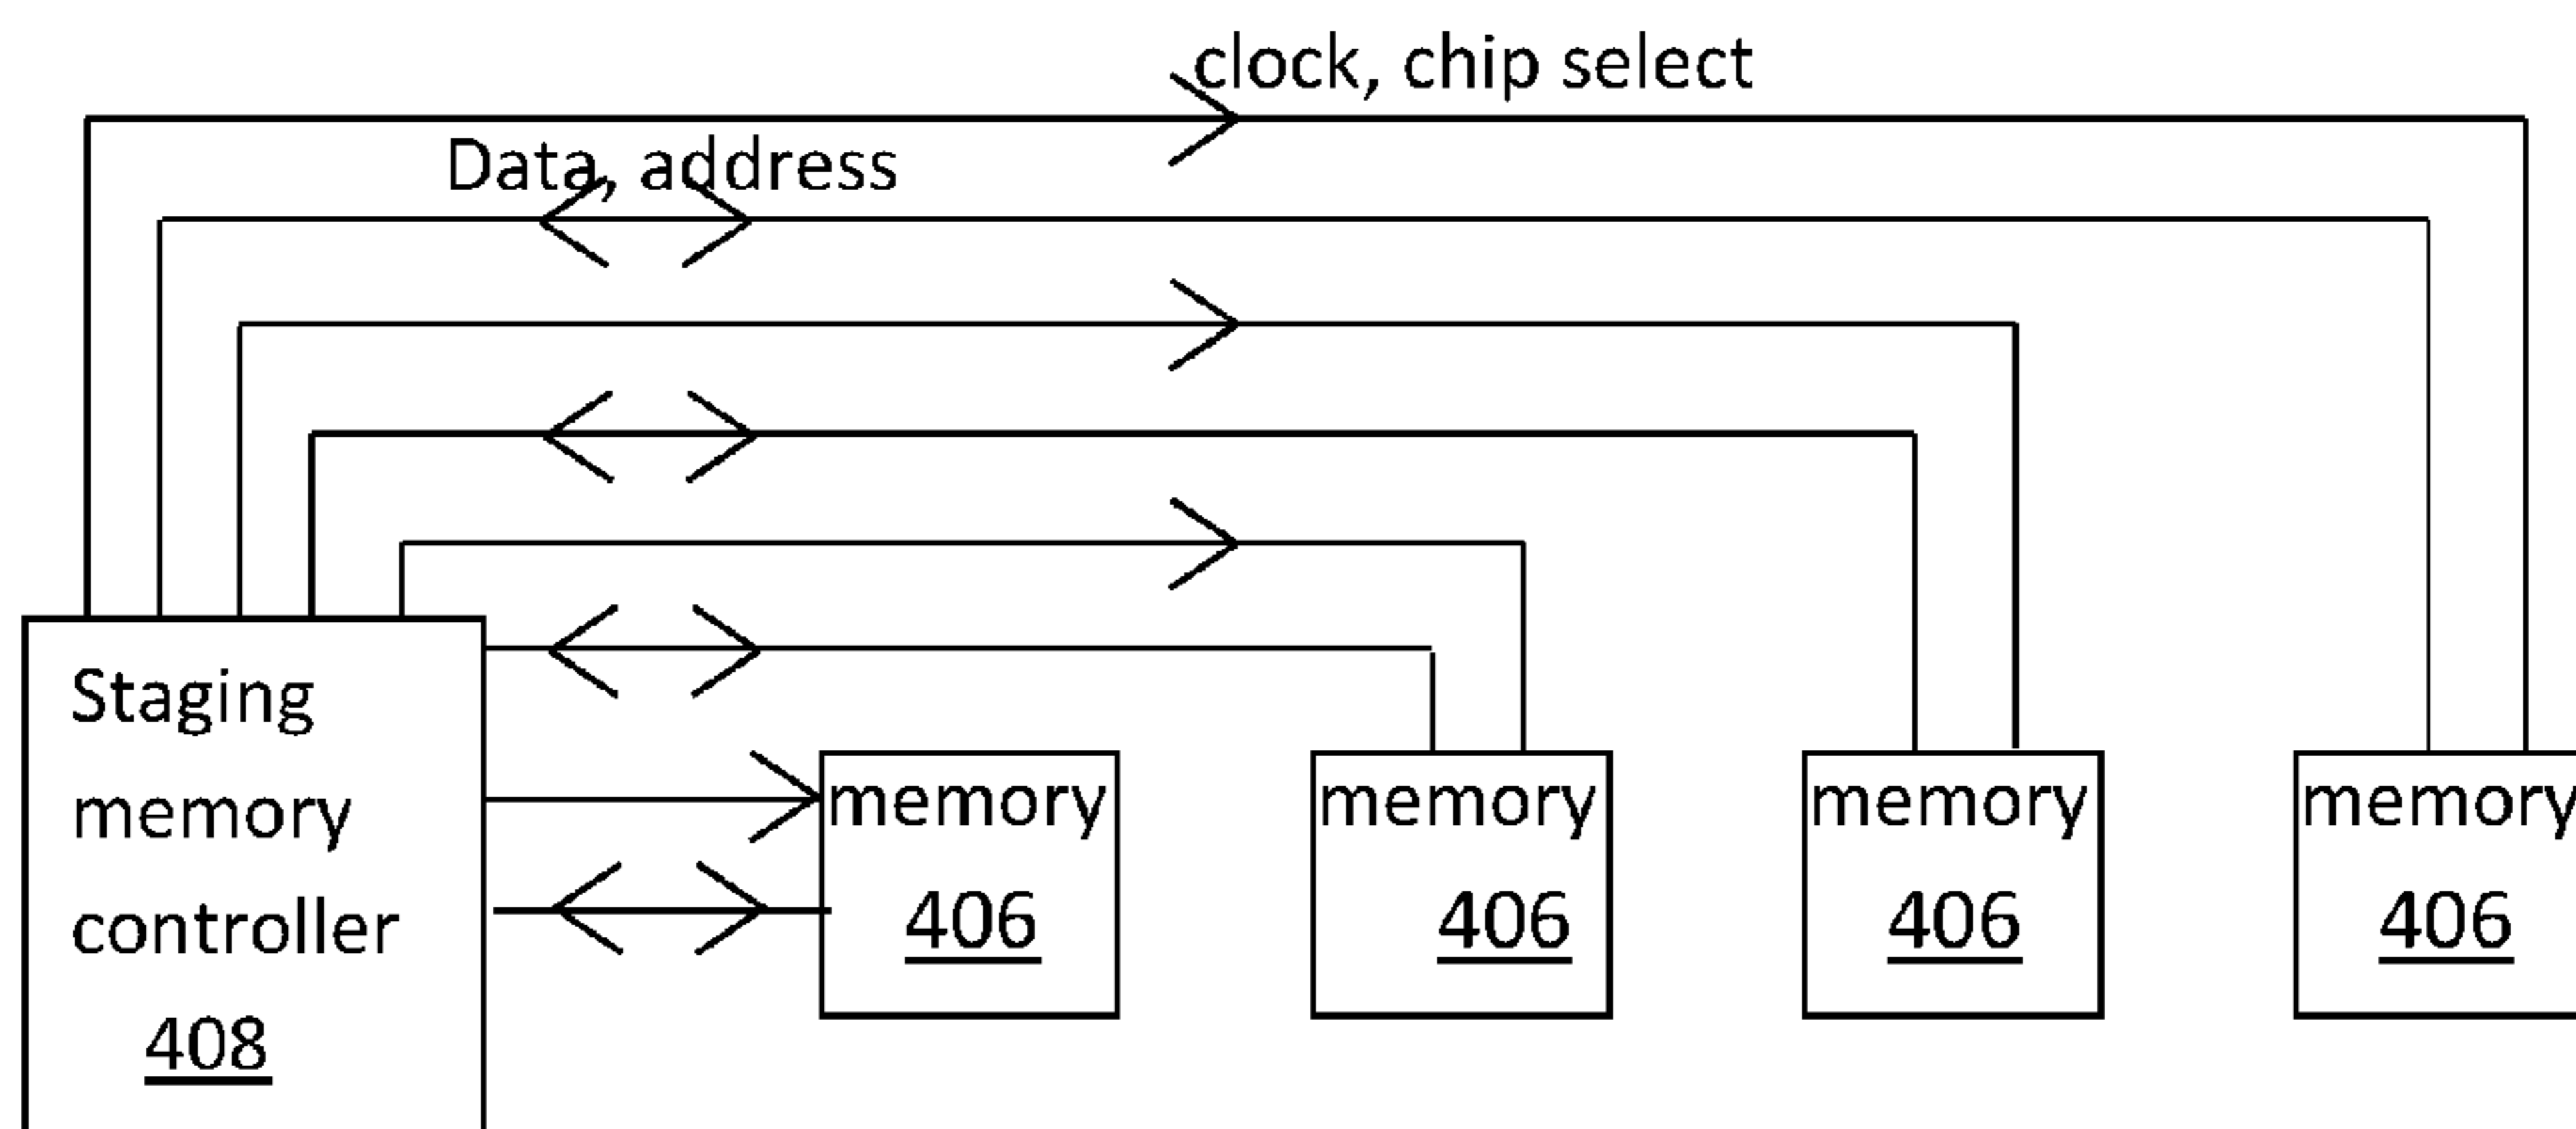 clock, chip select
Data, address
Staging
memory
controller
408
memory
406
memory
406
memory
406
memory
406